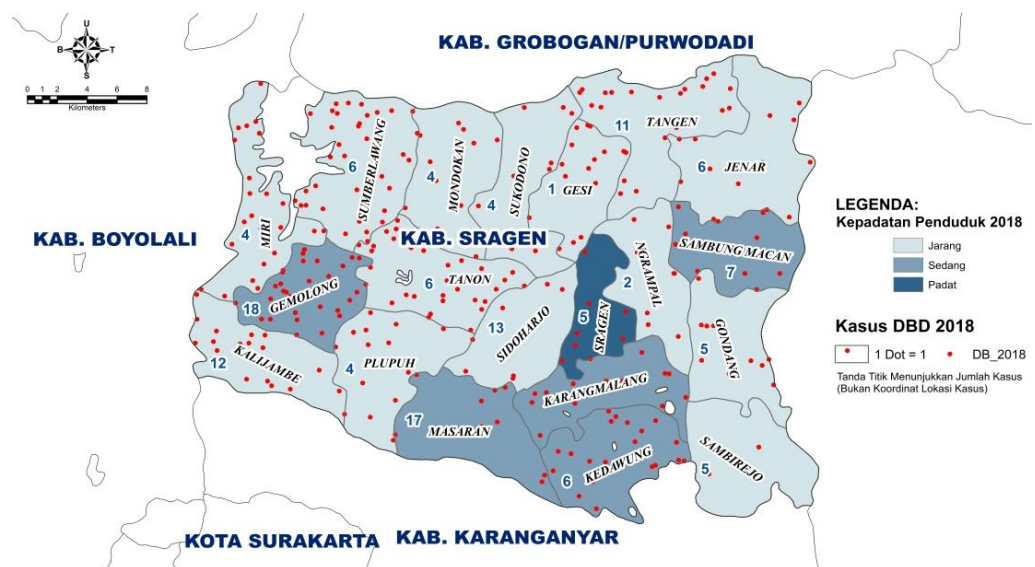 KAB. GROBOGAN/PURWODADI
U
B
T
S
0 2 4 6 8
Kilometers
11
TANGEN
6
SUMBERLAWANG
4
MONDOKAN
4
SUKODONO
1
GESI
6
JENAR
4
MIRI
KAB. BOYOLALI
KAB. SRAGEN
NGRAMPAL
2
SAMBUNG MACAN
7
6
TANON
18
GEMOLONG
13
SIDOHARJO
5
SRAGEN
5
GONDANG
12
KALIJAMBE
4
PLUPUH
KARANGMALANG
17
MASARAN
6
KEDAWUNG
5
SAMBIREJO
KOTA SURAKARTA
KAB. KARANGANYAR
LEGENDA:
Kepadatan Penduduk 2018
Jarang
Sedang
Padat
Kasus DBD 2018
1 Dot = 1
DB_2018
Tanda Titik Menunjukkan Jumlah Kasus
(Bukan Koordinat Lokasi Kasus)